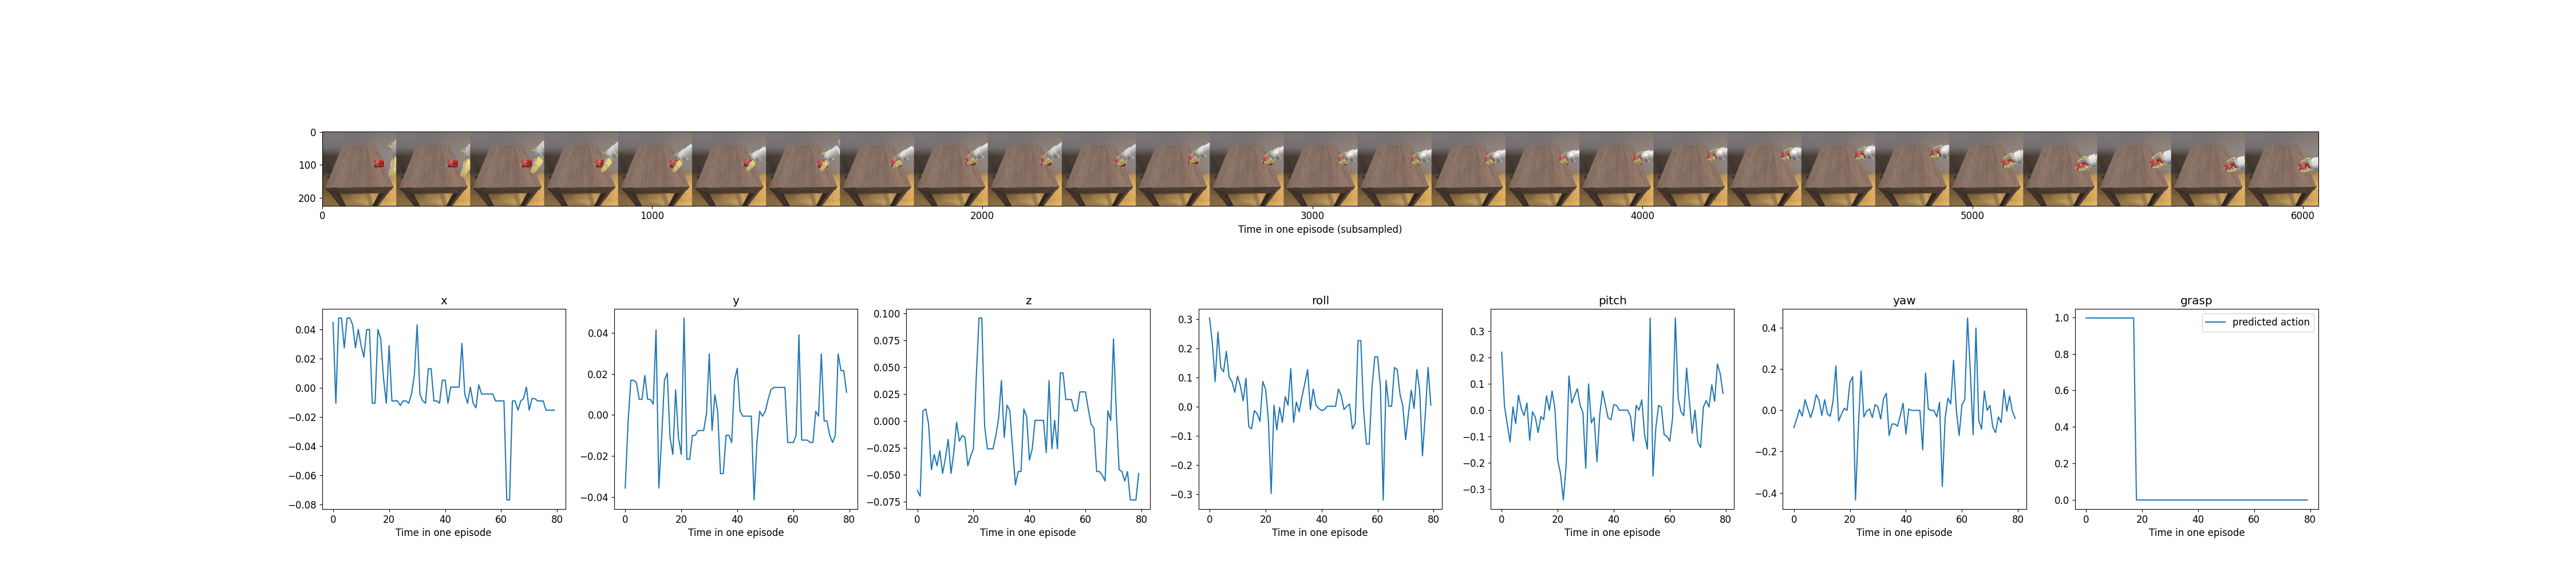 0
100
200
0 1000 2000 3000 4000 5000 6000
Time in one episode (subsampled)
x
0.04
0.02
0.00
−0.02
−0.04
−0.06
−0.08
0 20 40 60 80
Time in one episode
y
0.04
0.02
0.00
−0.02
−0.04
0 20 40 60 80
Time in one episode
z
0.100
0.075
0.050
0.025
0.000
−0.025
−0.050
−0.075
0 20 40 60 80
Time in one episode
roll
0.3
0.2
0.1
0.0
−0.1
−0.2
−0.3
0 20 40 60 80
Time in one episode
pitch
0.3
0.2
0.1
0.0
−0.1
−0.2
−0.3
0 20 40 60 80
Time in one episode
yaw
0.4
0.2
0.0
−0.2
−0.4
0 20 40 60 80
Time in one episode
grasp
predicted action
1.0
0.8
0.6
0.4
0.2
0.0
0 20 40 60 80
Time in one episode